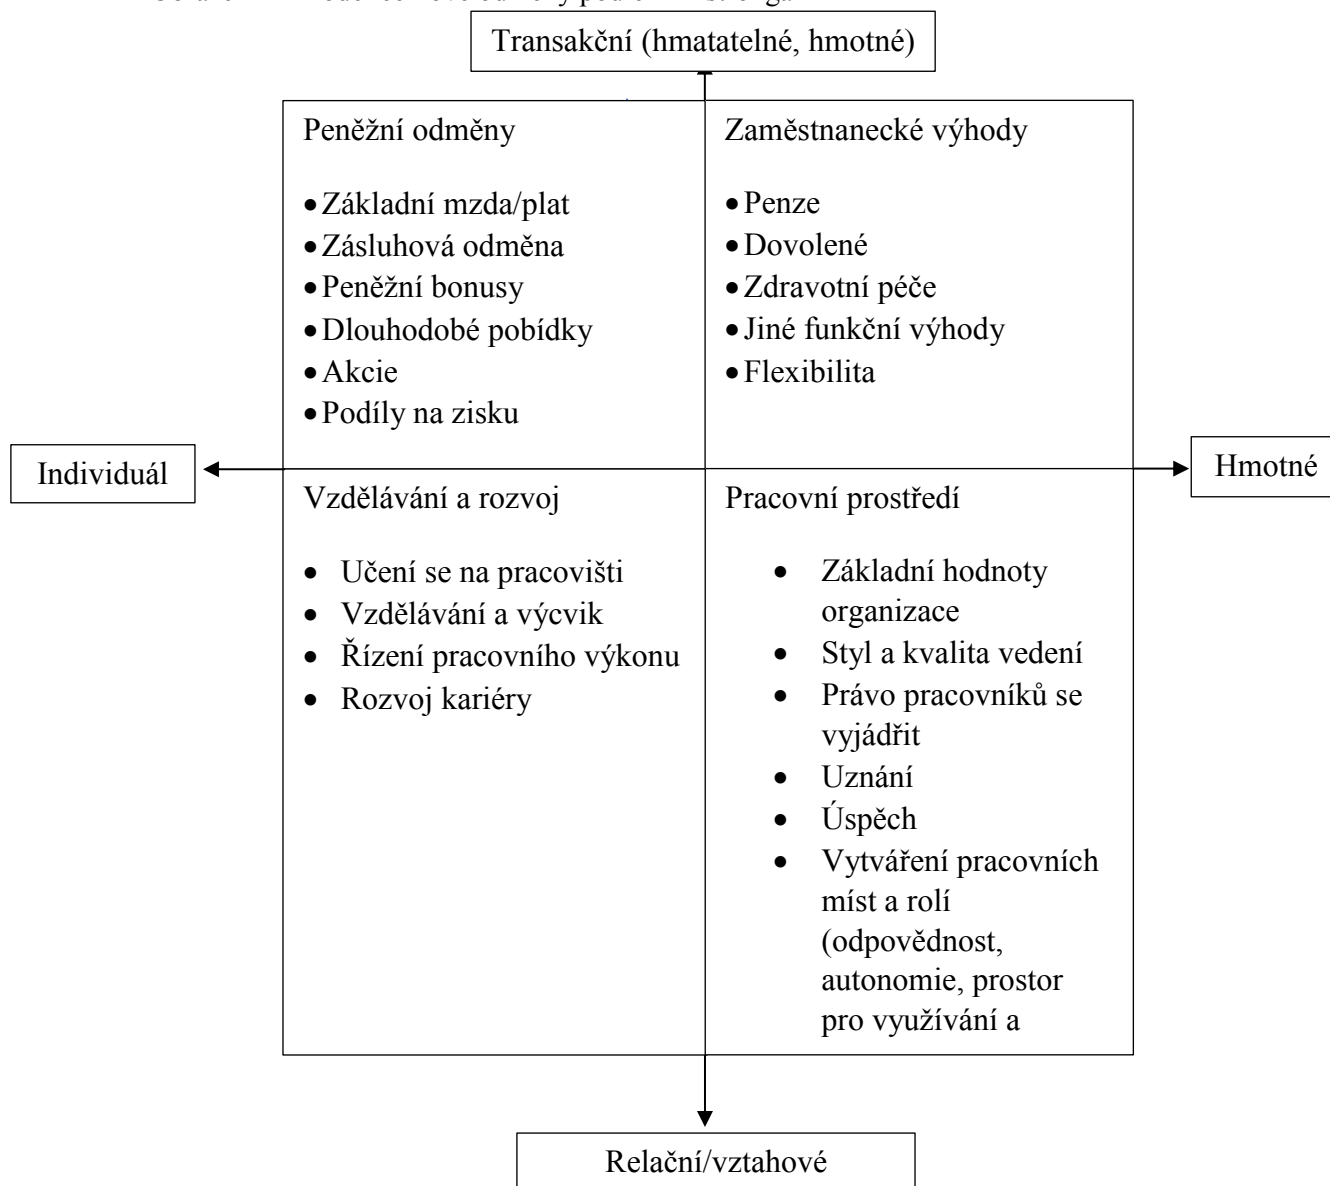 Transakční (hmatatelné, hmotné)
Peněžní odměny
•Základní mzda/plat
•Zásluhová odměna
•Peněžní bonusy
•Dlouhodobé pobídky
•Akcie
•Podíly na zisku
Zaměstnanecké výhody
•Penze
•Dovolené
•Zdravotní péče
•Jiné funkční výhody
•Flexibilita
Individuál
Hmotné
Vzdělávání a rozvoj
• Učení se na pracovišti
• Vzdělávání a výcvik
• Řízení pracovního výkonu
• Rozvoj kariéry
Pracovní prostředí
• Základní hodnoty
organizace
• Styl a kvalita vedení
• Právo pracovníků se
vyjádřit
• Uznání
• Úspěch
• Vytváření pracovních
míst a rolí
(odpovědnost,
autonomie, prostor
pro využívání a
Relační/vztahové